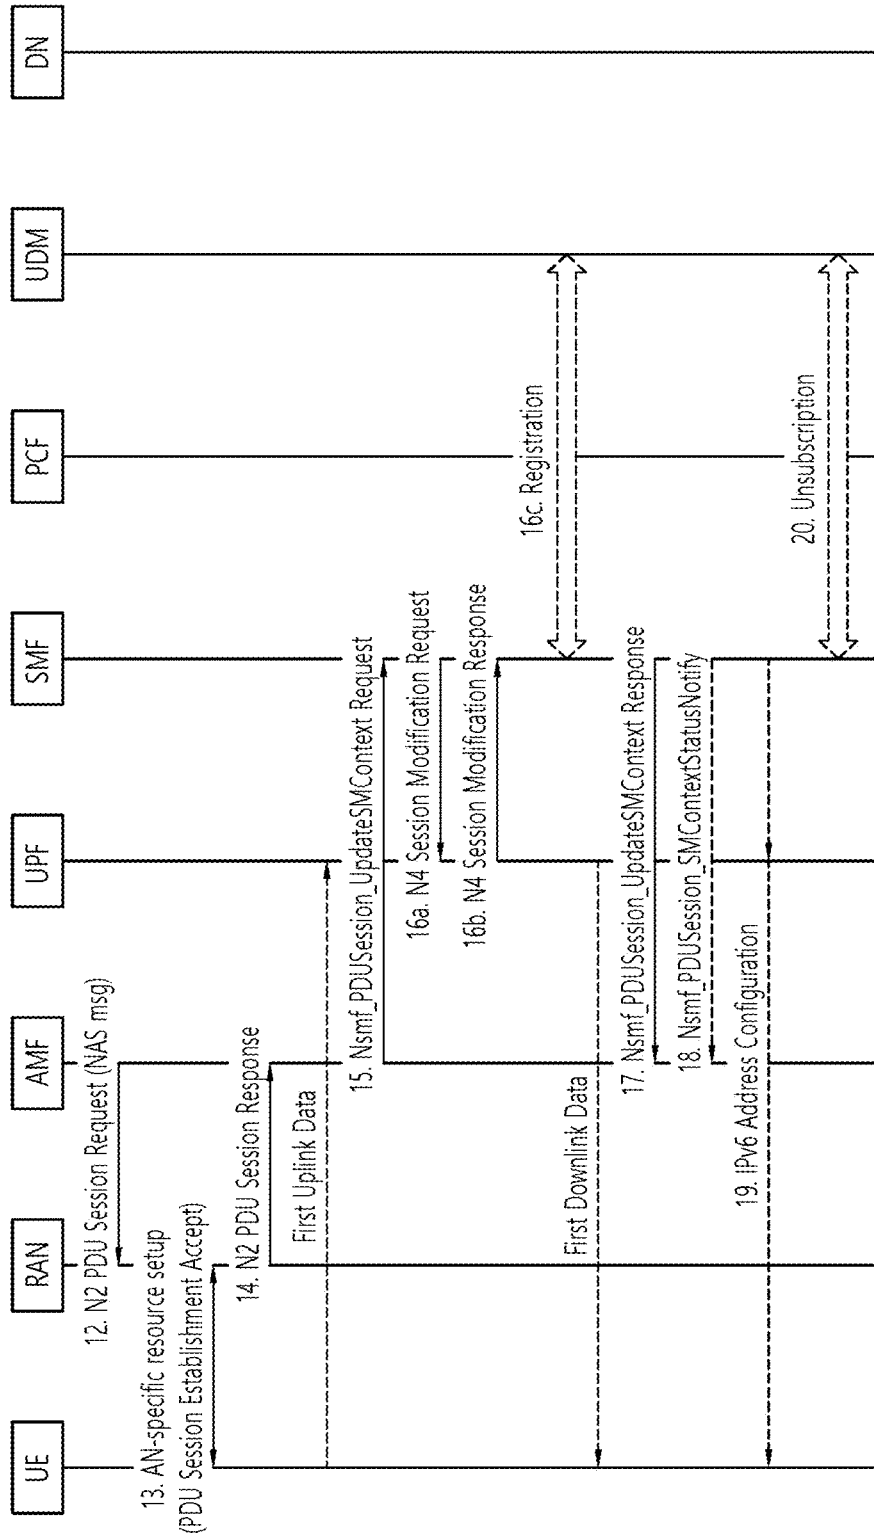 UE
RAN
AMF
UPF
SMF
PCF
UDM
DN
12. N2 PDU Session Request (NAS msg)
13. AN-specific resource setup
(PDU Session Establishment Accept)
14. N2 PDU Session Response
First Uplink Data
15. Nsmf_PDUSession_UpdateSMContext Request
16a. N4 Session Modification Request
16b. N4 Session Modification Response
16c. Registration
First Downlink Data
17. Nsmf_PDUSession_UpdateSMContext Response
18. Nsmf_PDUSession_SMContextStatusNotify
19. IPv6 Address Configuration
20. Unsubscription